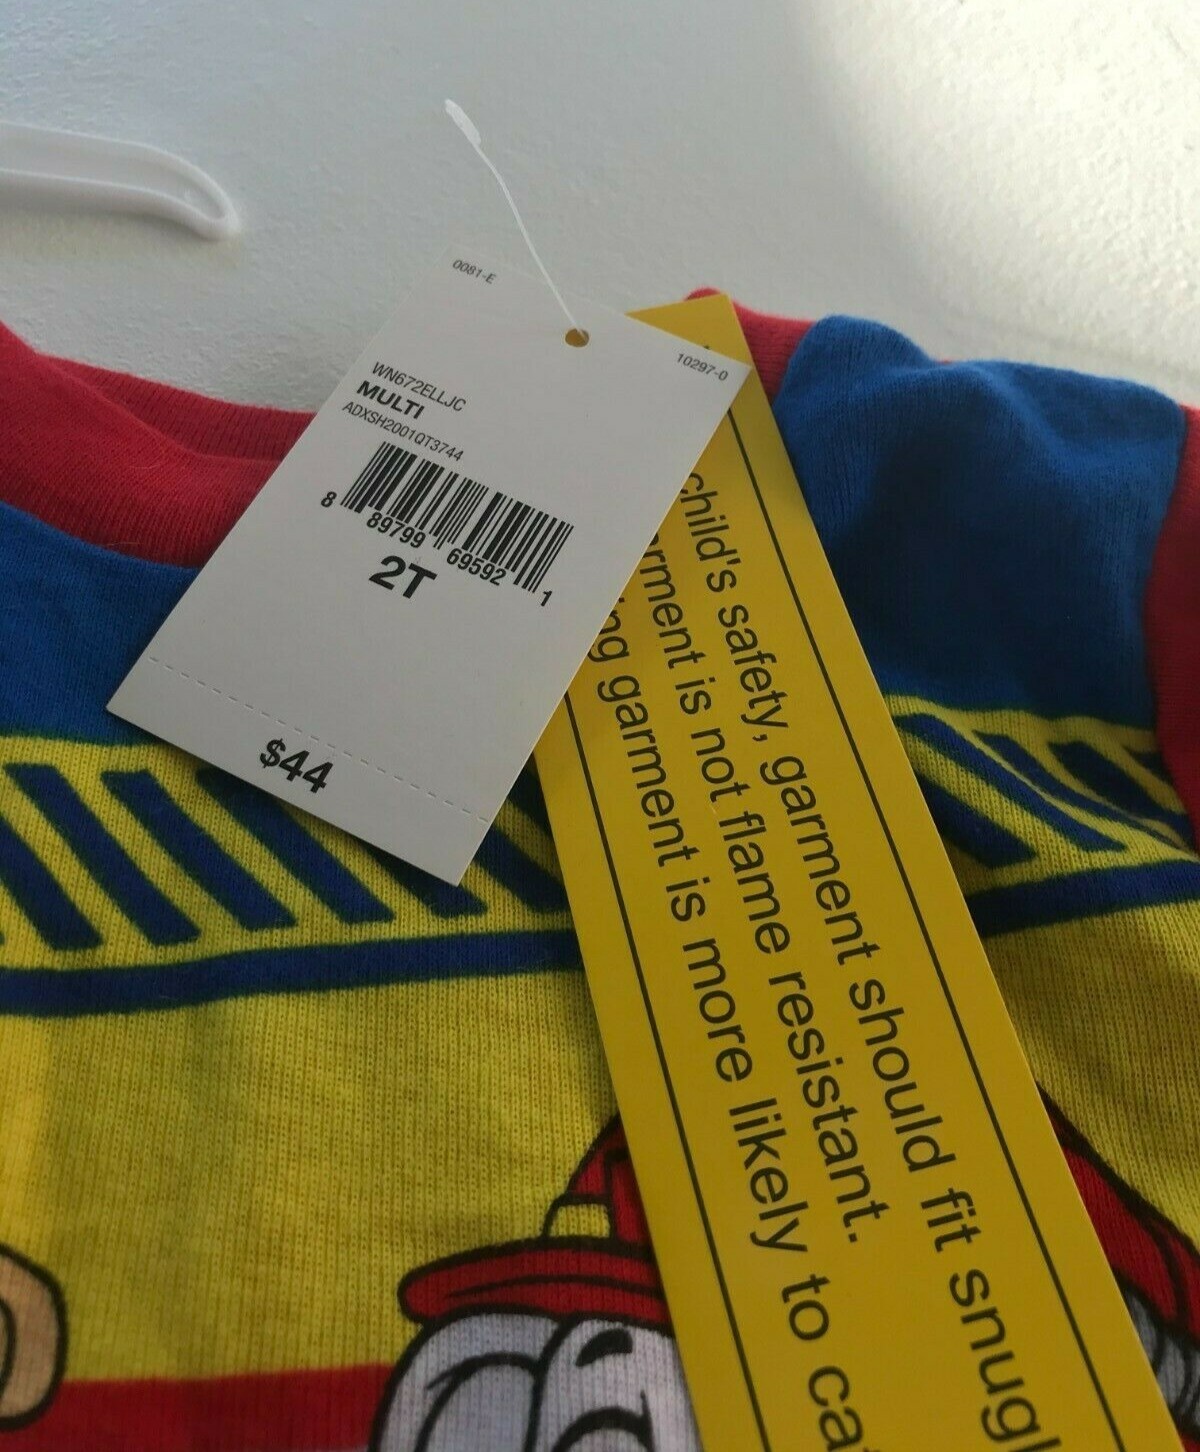 0081-E
10297-0
WN672ELLJC
MULTI
ADXSH2001QT3744
8 89799 69592 1
2T
$44
child's safety, garment should fit snugl
rment is not flame resistant.
ng garment is more likely to ca